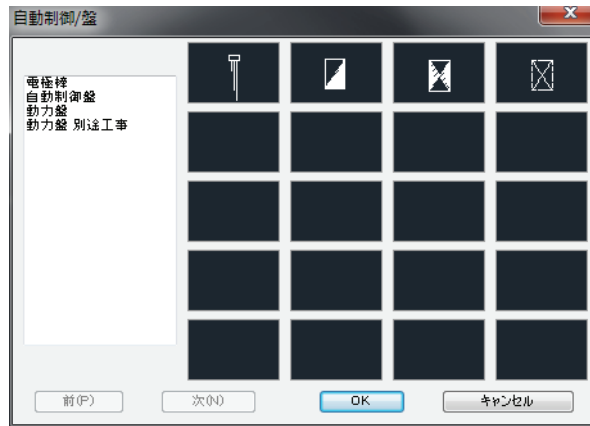 自動制御/盤
電極棒
自動制御盤
動力盤
動力盤 別途工事
前(P)
次(N)
OK
キャンセル